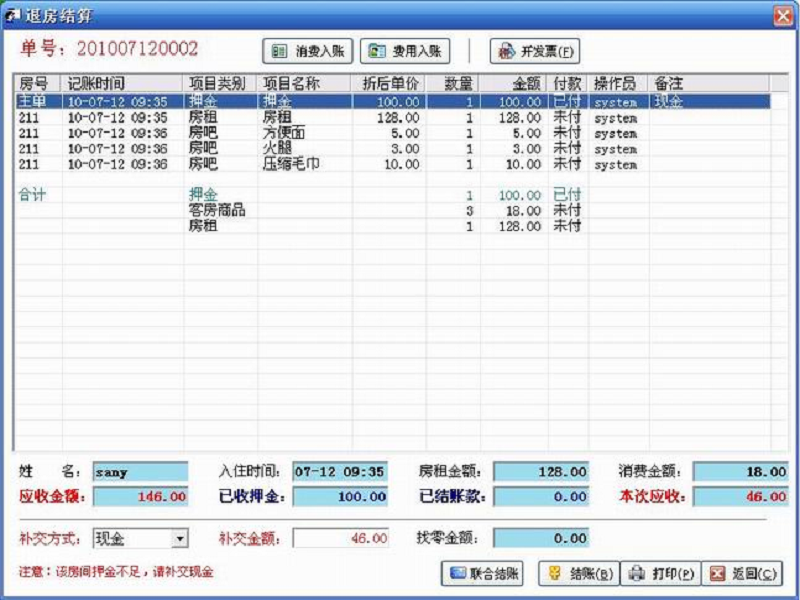 退房结算
单号：201007120002 消费入账 费用入账 开发票(F)
房号 记账时间 项目类别 项目名称 折后单价 数量 金额 付款 操作员 备注
主单 10-07-12 09:35 押金 押金 100.00 1 100.00 已付 system 现金
211 10-07-12 09:35 房租 房租 128.00 1 128.00 未付 system
211 10-07-12 09:36 房吧 方便面 5.00 1 5.00 未付 system
211 10-07-12 09:36 房吧 火腿 3.00 1 3.00 未付 system
211 10-07-12 09:36 房吧 压缩毛巾 10.00 1 10.00 未付 system
合计 押金 1 100.00 已付
客房商品 3 18.00 未付
房租 1 128.00 未付
姓 名: sany 入住时间: 07-12 09:35 房租金额: 128.00 消费金额: 18.00
应收金额: 146.00 已收押金: 100.00 已结账款: 0.00 本次应收: 46.00
补交方式: 现金 补交金额: 46.00 找零金额: 0.00
注意：该房间押金不足，请补交现金 联合结账 结账(B) 打印(P) 返回(C)